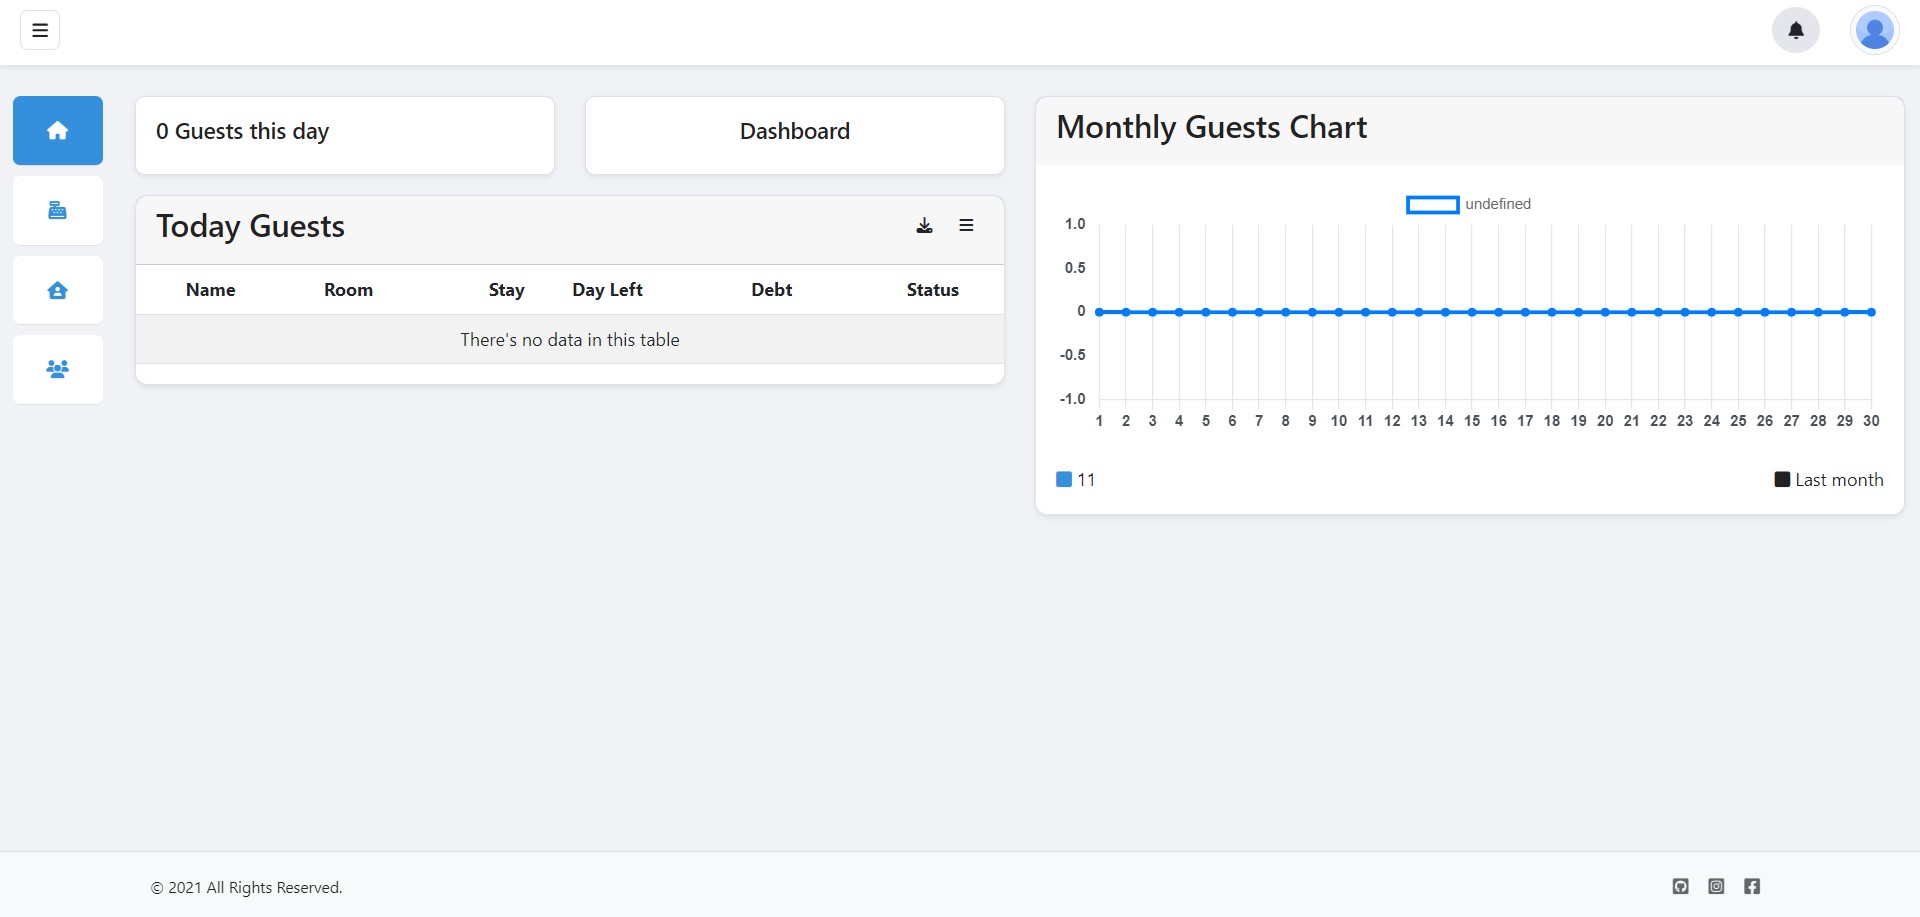 0 Guests this day
Dashboard
Today Guests
Name Room Stay Day Left Debt Status
There's no data in this table
Monthly Guests Chart
undefined
1.0
0.5
0
-0.5
-1.0
1 2 3 4 5 6 7 8 9 10 11 12 13 14 15 16 17 18 19 20 21 22 23 24 25 26 27 28 29 30
11 Last month
© 2021 All Rights Reserved.